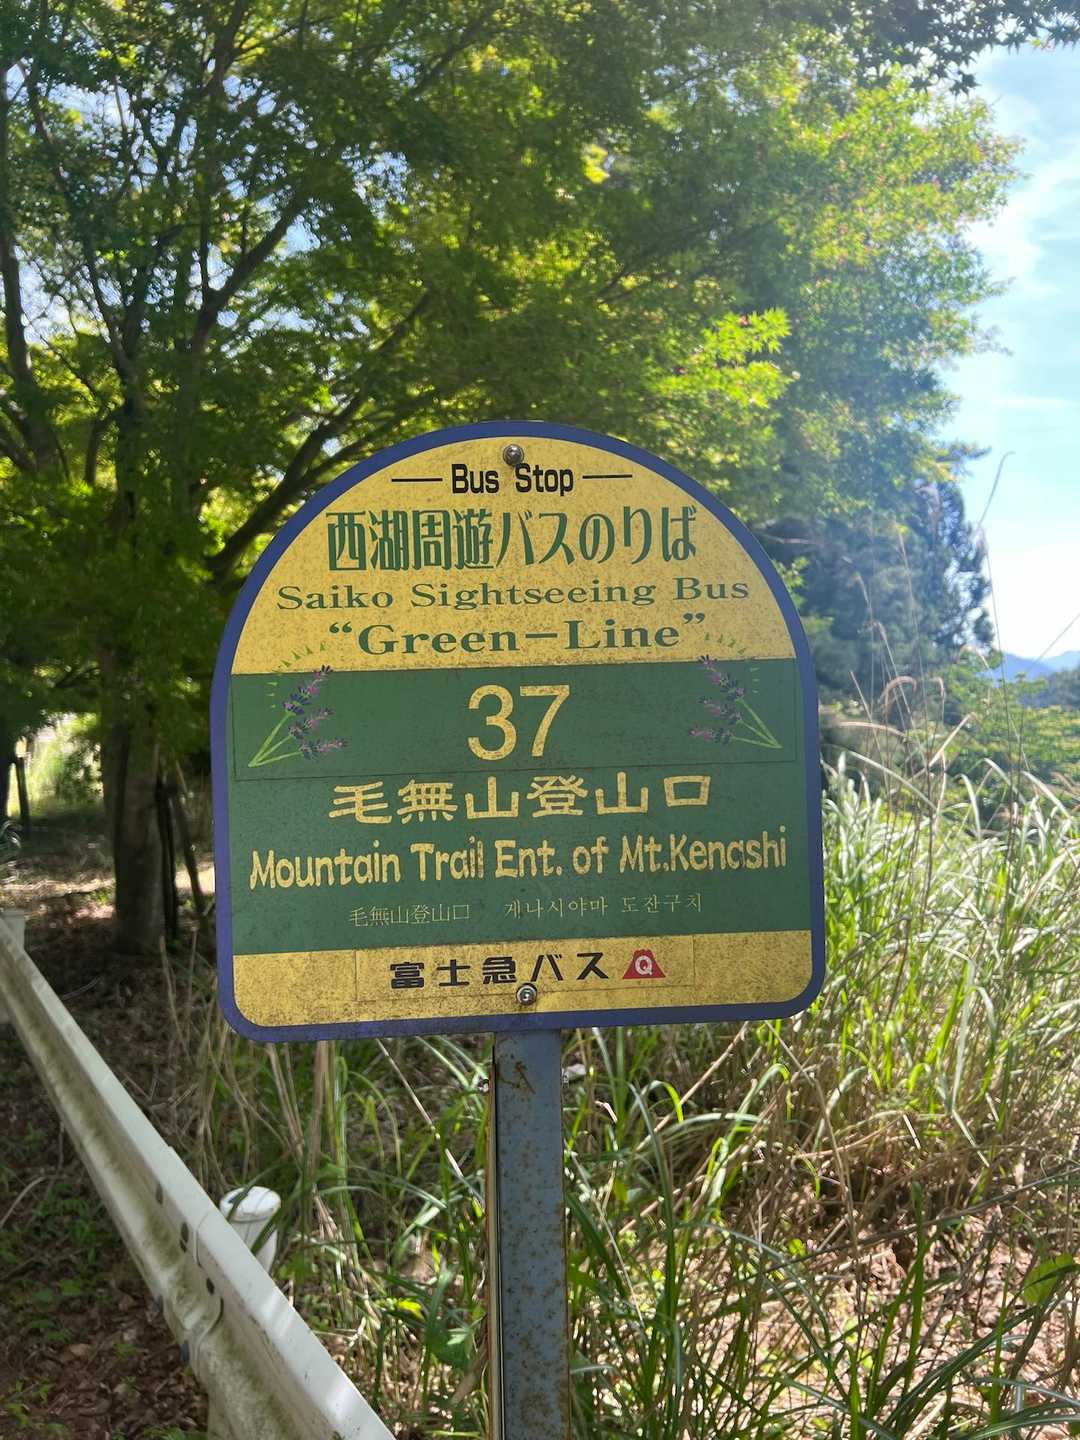 Bus Stop
西湖周遊バスのりば
Saiko Sightseeing Bus
“Green-Line”
37
毛無山登山口
Mountain Trail Ent. of Mt.Kenashi
毛無山登山口 게나시야마 도잔구치
富士急バス Q